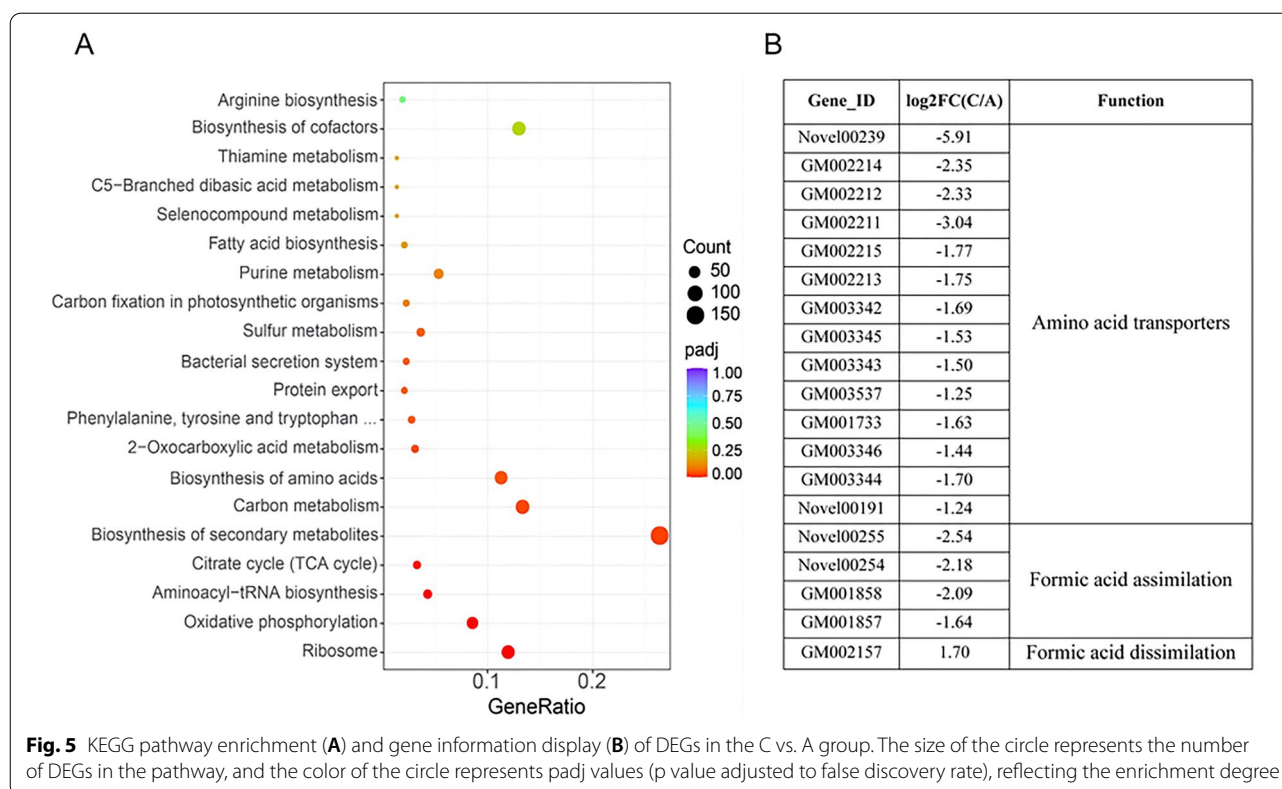 A
Arginine biosynthesis
Biosynthesis of cofactors
Thiamine metabolism
C5−Branched dibasic acid metabolism
Selenocompound metabolism
Fatty acid biosynthesis
Purine metabolism
Carbon fixation in photosynthetic organisms
Sulfur metabolism
Bacterial secretion system
Protein export
Phenylalanine, tyrosine and tryptophan ...
2−Oxocarboxylic acid metabolism
Biosynthesis of amino acids
Carbon metabolism
Biosynthesis of secondary metabolites
Citrate cycle (TCA cycle)
Aminoacyl−tRNA biosynthesis
Oxidative phosphorylation
Ribosome
0.1 0.2
GeneRatio
Count
50
100
150
padj
1.00
0.75
0.50
0.25
0.00
B
Gene_ID log2FC(C/A) Function
Novel00239 -5.91
GM002214 -2.35
GM002212 -2.33
GM002211 -3.04
GM002215 -1.77
GM002213 -1.75
GM003342 -1.69
Amino acid transporters
GM003345 -1.53
GM003343 -1.50
GM003537 -1.25
GM001733 -1.63
GM003346 -1.44
GM003344 -1.70
Novel00191 -1.24
Novel00255 -2.54
Novel00254 -2.18
Formic acid assimilation
GM001858 -2.09
GM001857 -1.64
GM002157 1.70 Formic acid dissimilation
Fig. 5 KEGG pathway enrichment (A) and gene information display (B) of DEGs in the C vs. A group. The size of the circle represents the number
of DEGs in the pathway, and the color of the circle represents padj values (p value adjusted to false discovery rate), reflecting the enrichment degree